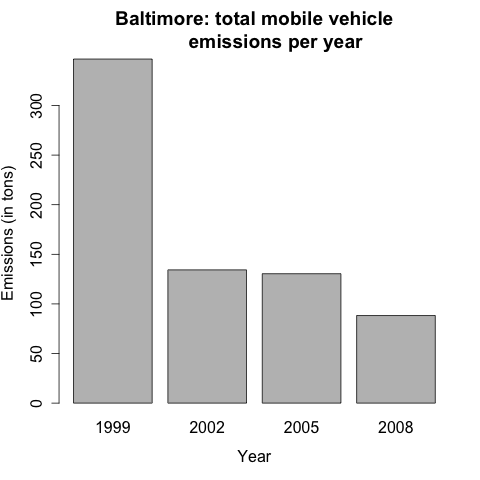 Baltimore: total mobile vehicle
emissions per year
Emissions (in tons)
300
250
200
150
100
50
0
1999 2002 2005 2008
Year